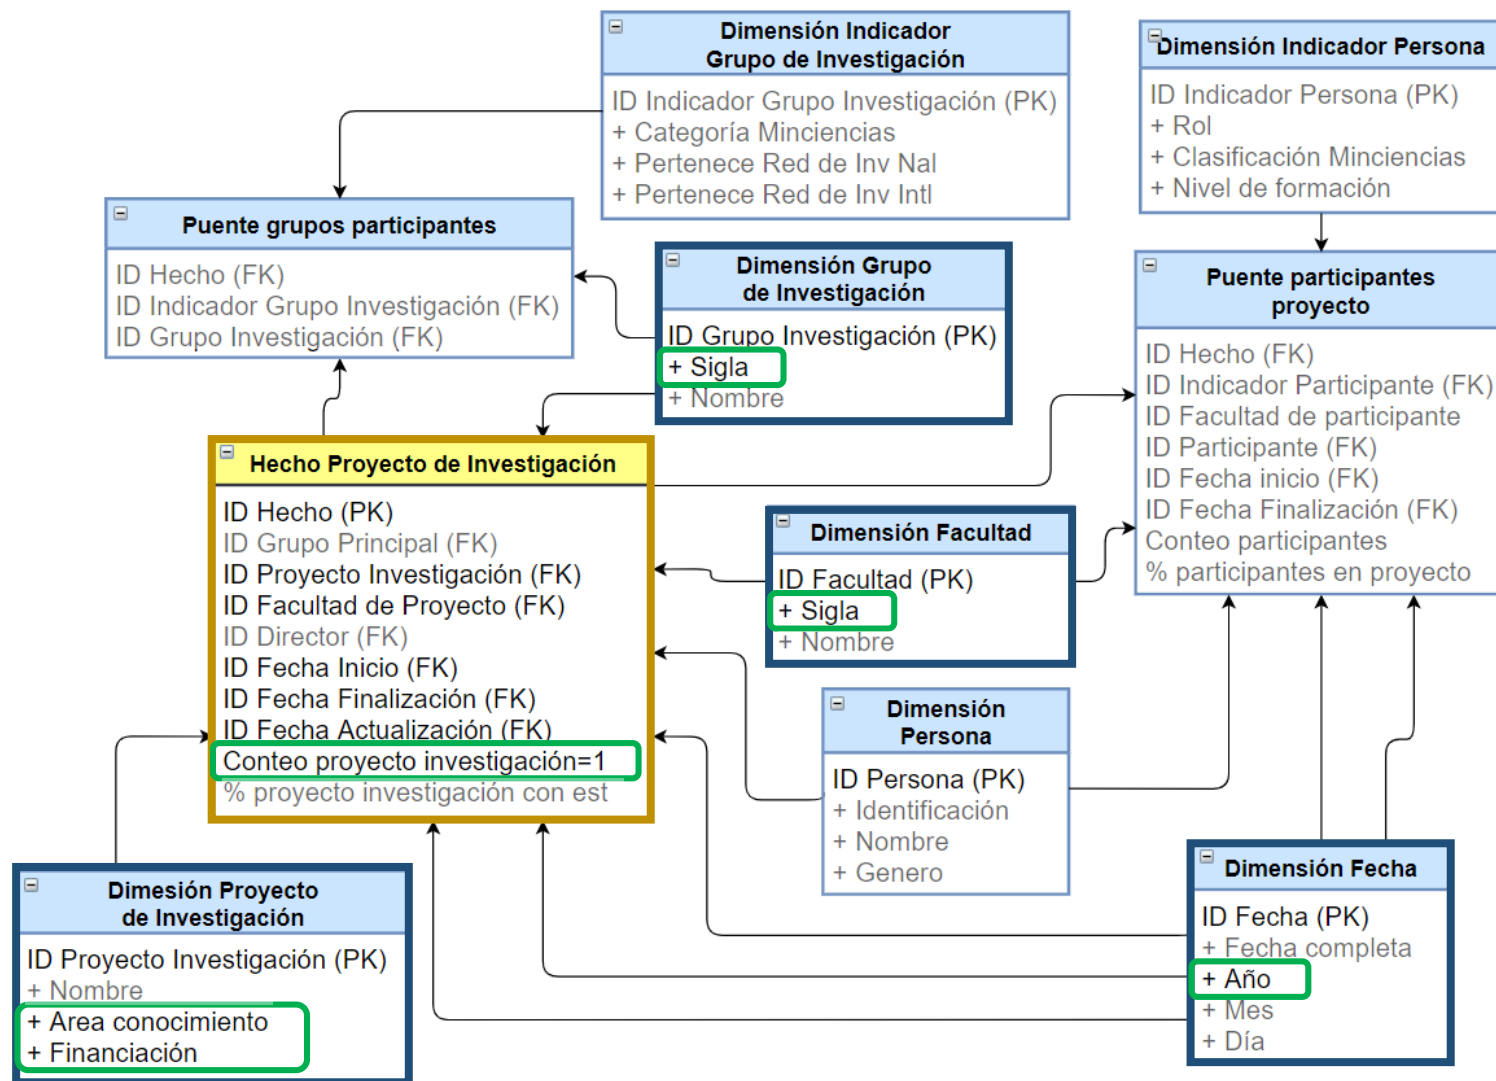 Dimensión Indicador
Grupo de Investigación
ID Indicador Grupo Investigación (PK)
+ Categoría Minciencias
+ Pertenece Red de Inv Nal
+ Pertenece Red de Inv Intl
Dimensión Indicador Persona
ID Indicador Persona (PK)
+ Rol
+ Clasificación Minciencias
+ Nivel de formación
Puente grupos participantes
ID Hecho (FK)
ID Indicador Grupo Investigación (FK)
ID Grupo Investigación (FK)
Dimensión Grupo
de Investigación
ID Grupo Investigación (PK)
+ Sigla
+ Nombre
Puente participantes
proyecto
ID Hecho (FK)
ID Indicador Participante (FK)
ID Facultad de participante
ID Participante (FK)
ID Fecha inicio (FK)
ID Fecha Finalización (FK)
Conteo participantes
% participantes en proyecto
Hecho Proyecto de Investigación
ID Hecho (PK)
ID Grupo Principal (FK)
ID Proyecto Investigación (FK)
ID Facultad de Proyecto (FK)
ID Director (FK)
ID Fecha Inicio (FK)
ID Fecha Finalización (FK)
ID Fecha Actualización (FK)
Conteo proyecto investigación=1
% proyecto investigación con est
Dimensión Facultad
ID Facultad (PK)
+ Sigla
+ Nombre
Dimensión
Persona
ID Persona (PK)
+ Identificación
+ Nombre
+ Genero
Dimesión Proyecto
de Investigación
ID Proyecto Investigación (PK)
+ Nombre
+ Area conocimiento
+ Financiación
Dimensión Fecha
ID Fecha (PK)
+ Fecha completa
+ Año
+ Mes
+ Día